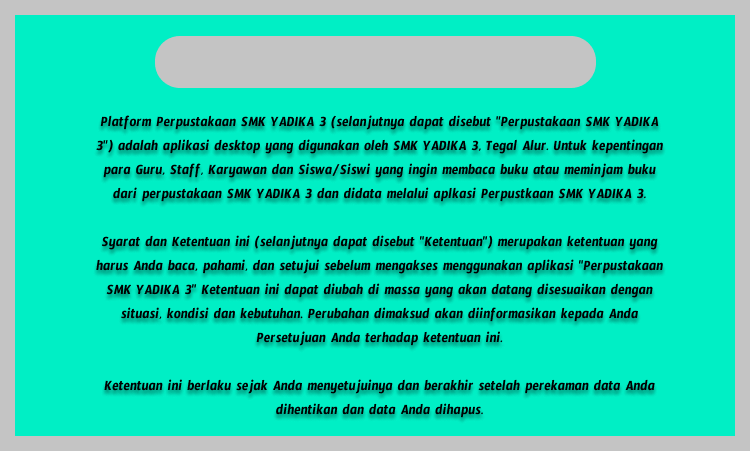 Platform Perpustakaan SMK YADIKA 3 (selanjutnya dapat disebut "Perpustakaan SMK YADIKA
3") adalah aplikasi desktop yang digunakan oleh SMK YADIKA 3, Tegal Alur. Untuk kepentingan
para Guru, Staff, Karyawan dan Siswa/Siswi yang ingin membaca buku atau meminjam buku
dari perpustakaan SMK YADIKA 3 dan didata melalui aplkasi Perpustkaan SMK YADIKA 3.
Syarat dan Ketentuan ini (selanjutnya dapat disebut "Ketentuan") merupakan ketentuan yang
harus Anda baca, pahami, dan setujui sebelum mengakses menggunakan aplikasi "Perpustakaan
SMK YADIKA 3" Ketentuan ini dapat diubah di massa yang akan datang disesuaikan dengan
situasi, kondisi dan kebutuhan. Perubahan dimaksud akan diinformasikan kepada Anda
Persetujuan Anda terhadap ketentuan ini.
Ketentuan ini berlaku sejak Anda menyetujuinya dan berakhir setelah perekaman data Anda
dihentikan dan data Anda dihapus.